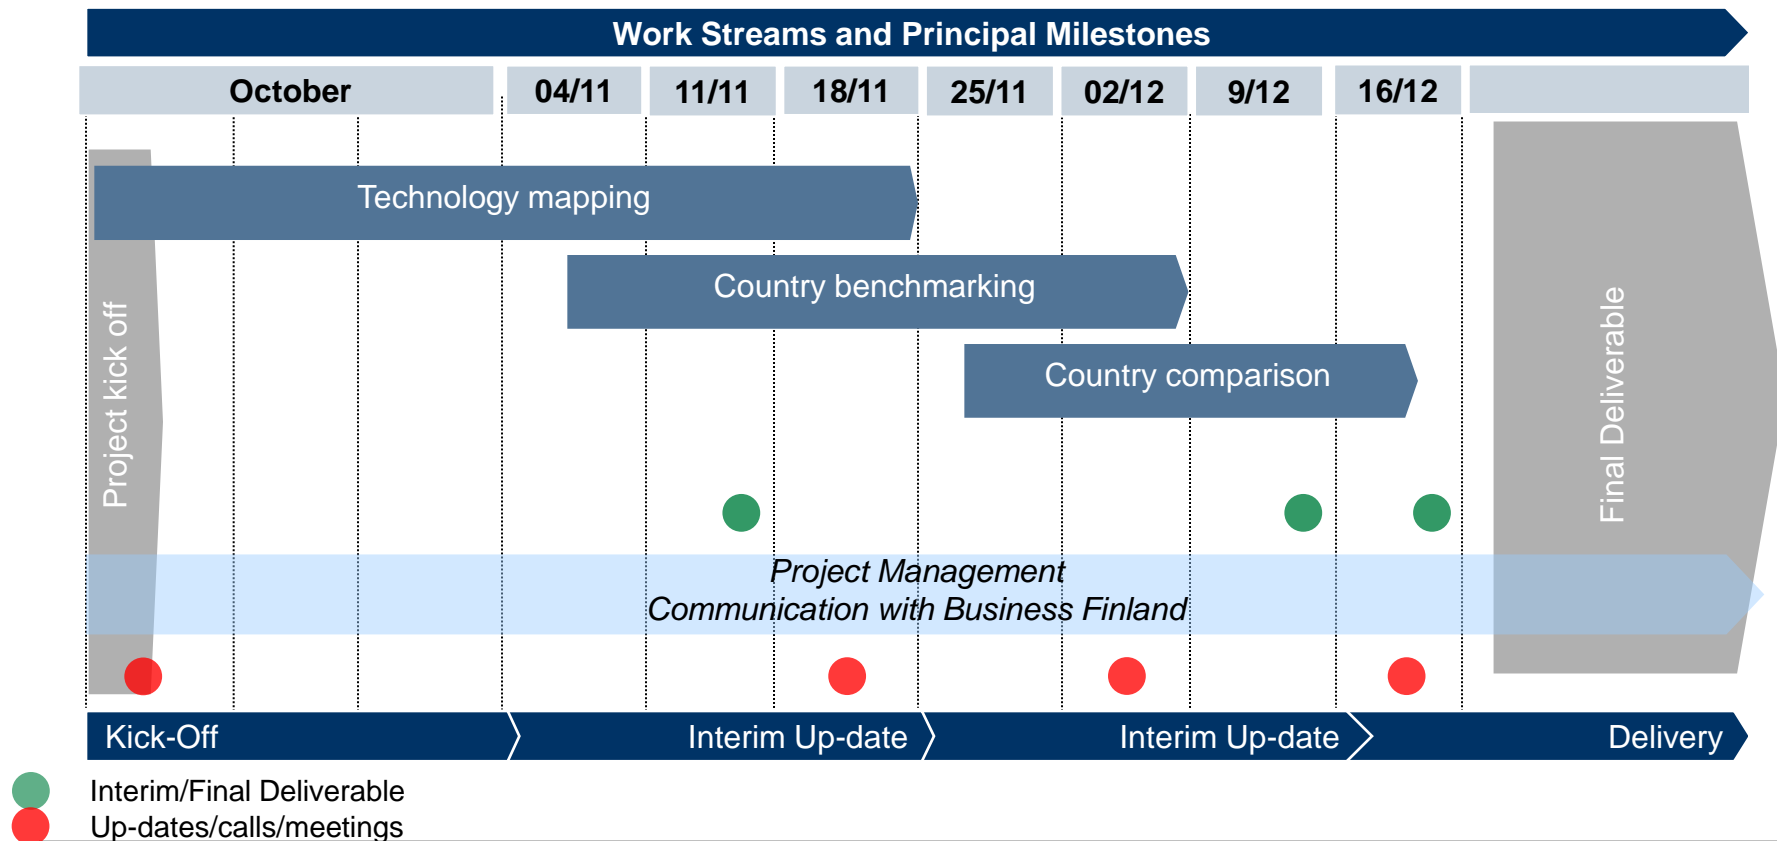 Work Streams and Principal Milestones
October
04/11
11/11
18/11
25/11
02/12
9/12
16/12
Technology mapping
Country benchmarking
Country comparison
Project kick off
Final Deliverable
Project Management
Communication with Business Finland
Kick-Off
Interim Up-date
Interim Up-date
Delivery
Interim/Final Deliverable
Up-dates/calls/meetings